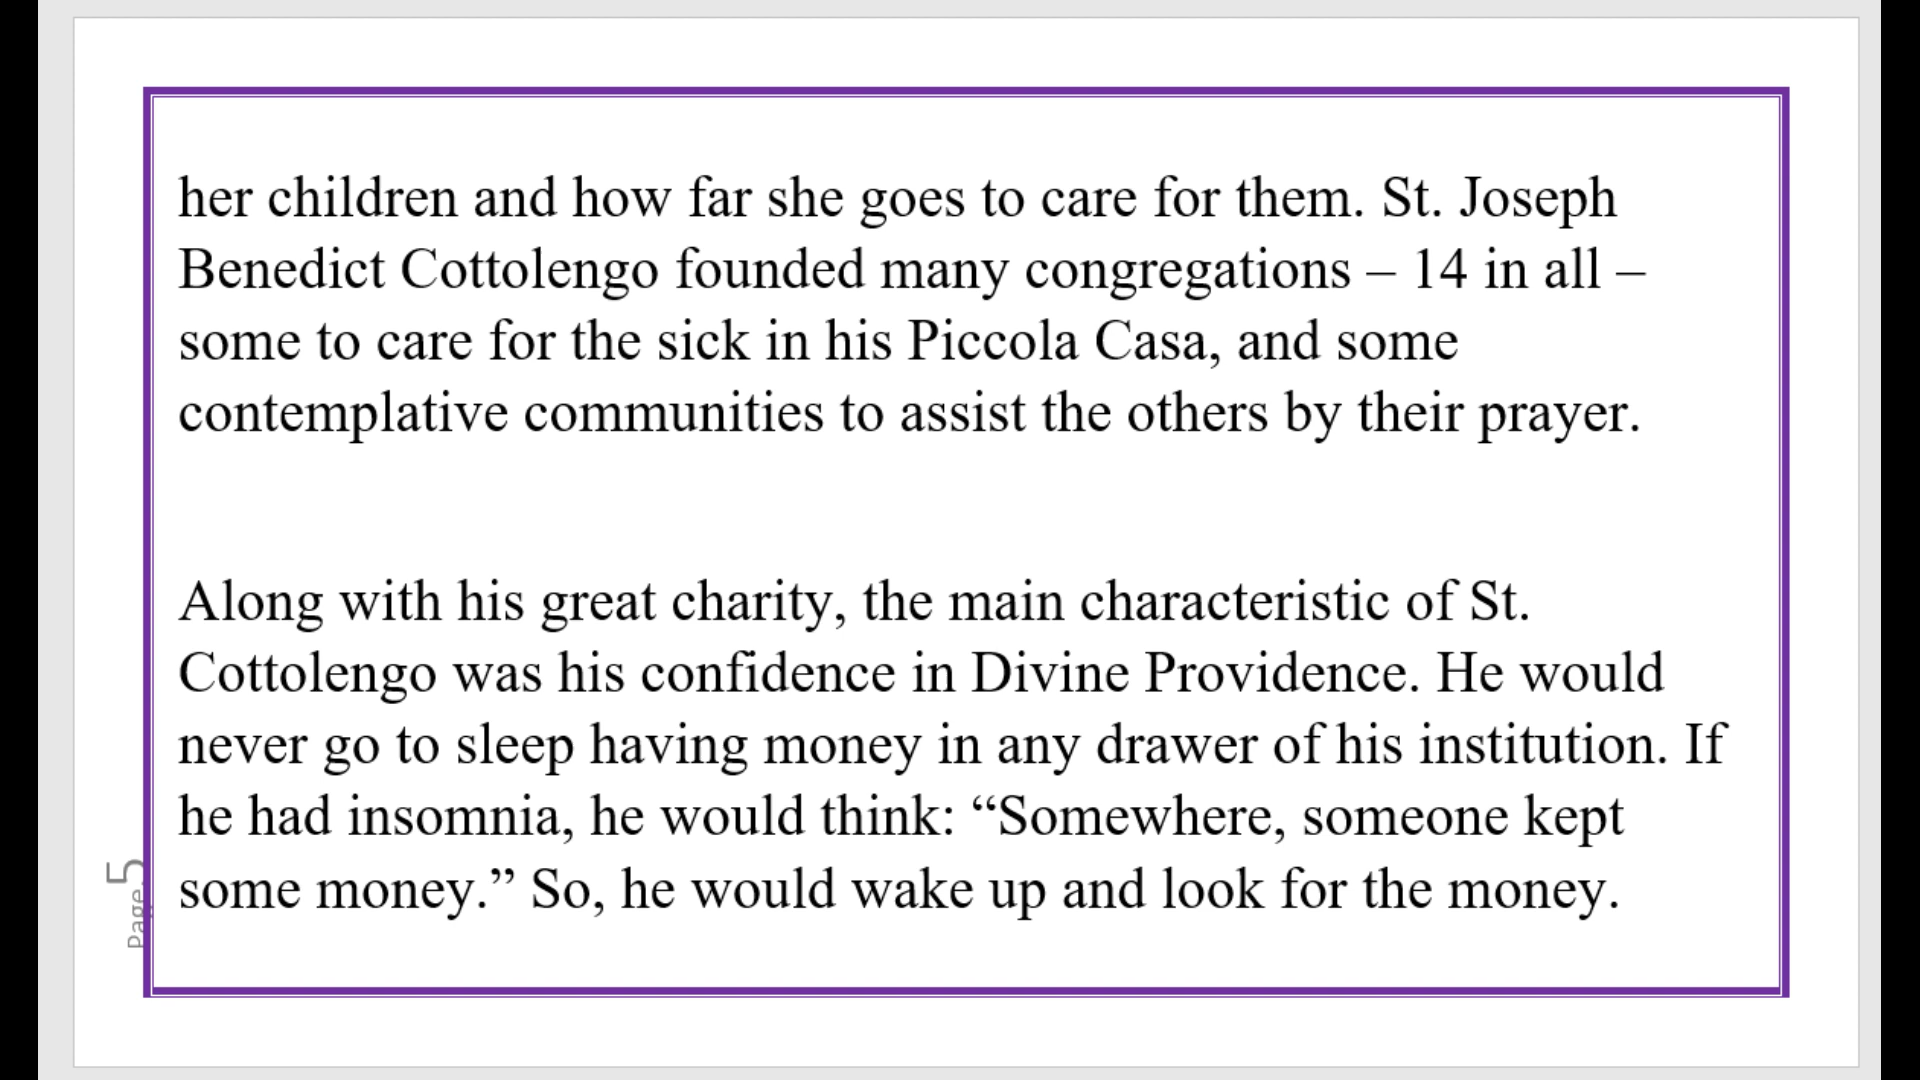 her children and how far she goes to care for them. St. Joseph
Benedict Cottolengo founded many congregations – 14 in all –
some to care for the sick in his Piccola Casa, and some
contemplative communities to assist the others by their prayer.
Along with his great charity, the main characteristic of St.
Cottolengo was his confidence in Divine Providence. He would
never go to sleep having money in any drawer of his institution. If
he had insomnia, he would think: “Somewhere, someone kept
some money.” So, he would wake up and look for the money.
Page 5